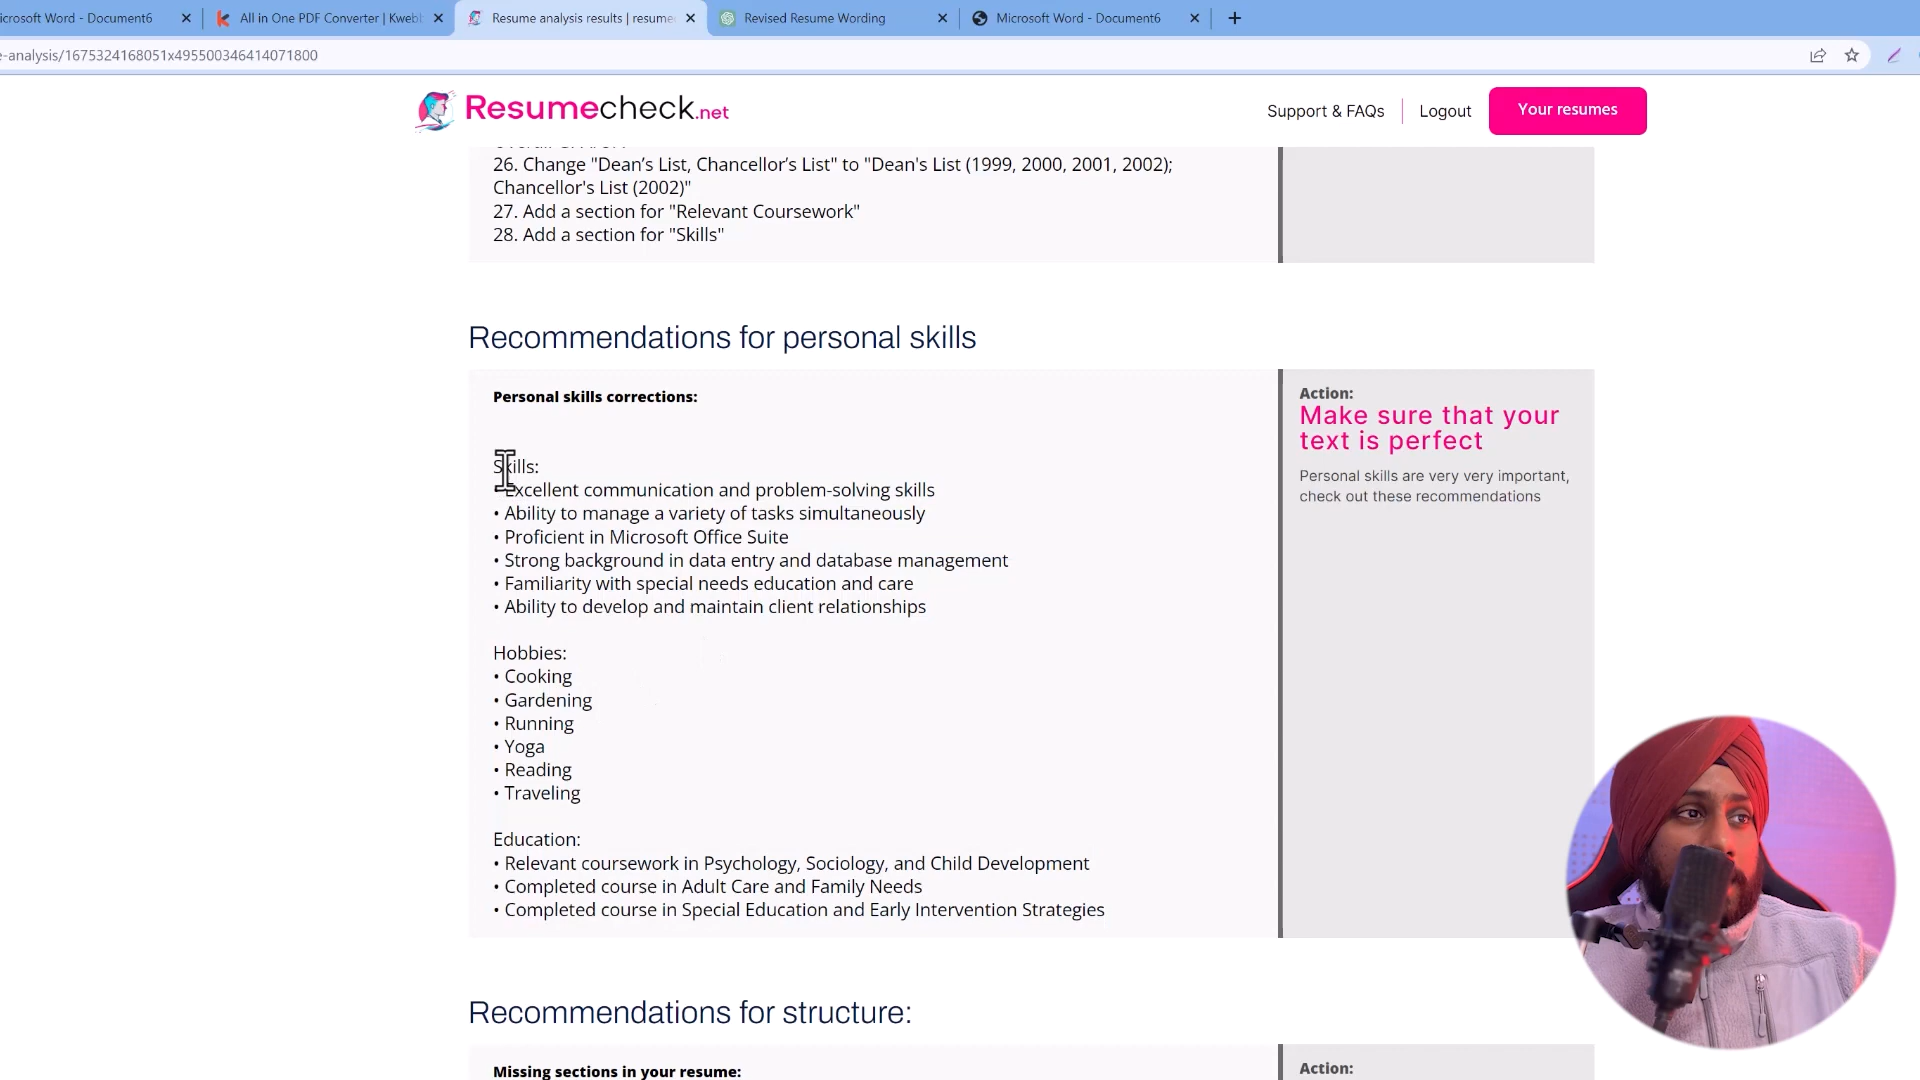 icrosoft Word - Document6
All in One PDF Converter | Kweb
Resume analysis results | resume
Revised Resume Wording
Microsoft Word - Document6
e-analysis/1675324168051x495500346414071800
Resumecheck.net
Support & FAQs
Logout
Your resumes
26. Change "Dean’s List, Chancellor’s List" to "Dean's List (1999, 2000, 2001, 2002);
Chancellor's List (2002)"
27. Add a section for "Relevant Coursework"
28. Add a section for "Skills"
Recommendations for personal skills
Personal skills corrections:
Skills:
Excellent communication and problem-solving skills
• Ability to manage a variety of tasks simultaneously
• Proficient in Microsoft Office Suite
• Strong background in data entry and database management
• Familiarity with special needs education and care
• Ability to develop and maintain client relationships
Hobbies:
• Cooking
• Gardening
• Running
• Yoga
• Reading
• Traveling
Education:
• Relevant coursework in Psychology, Sociology, and Child Development
• Completed course in Adult Care and Family Needs
• Completed course in Special Education and Early Intervention Strategies
Action:
Make sure that your
text is perfect
Personal skills are very very important,
check out these recommendations
Recommendations for structure:
Missing sections in your resume:
Action: